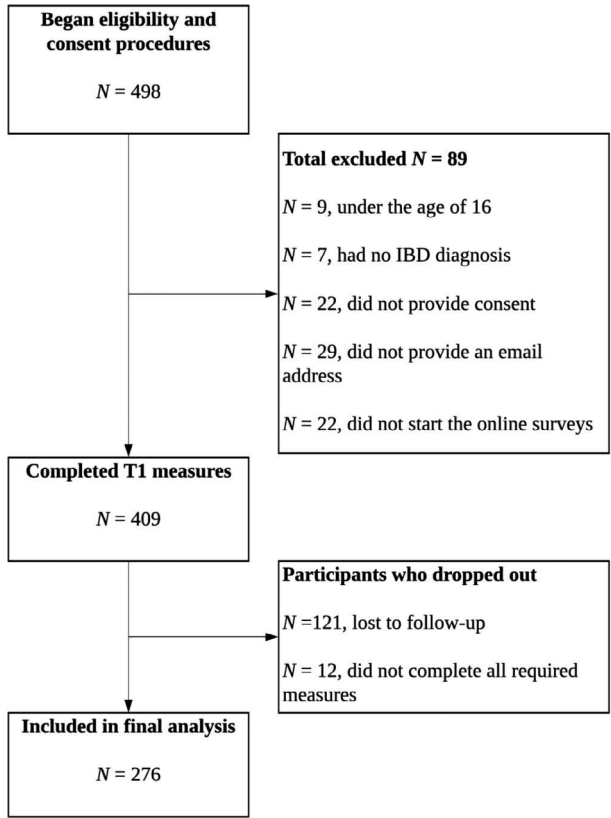 Began eligibility and
consent procedures
N = 498
Total excluded N = 89
N = 9, under the age of 16
N = 7, had no IBD diagnosis
N = 22, did not provide consent
N = 29, did not provide an email
address
N = 22, did not start the online surveys
Completed T1 measures
N = 409
Participants who dropped out
N =121, lost to follow-up
N = 12, did not complete all required
measures
Included in final analysis
N = 276